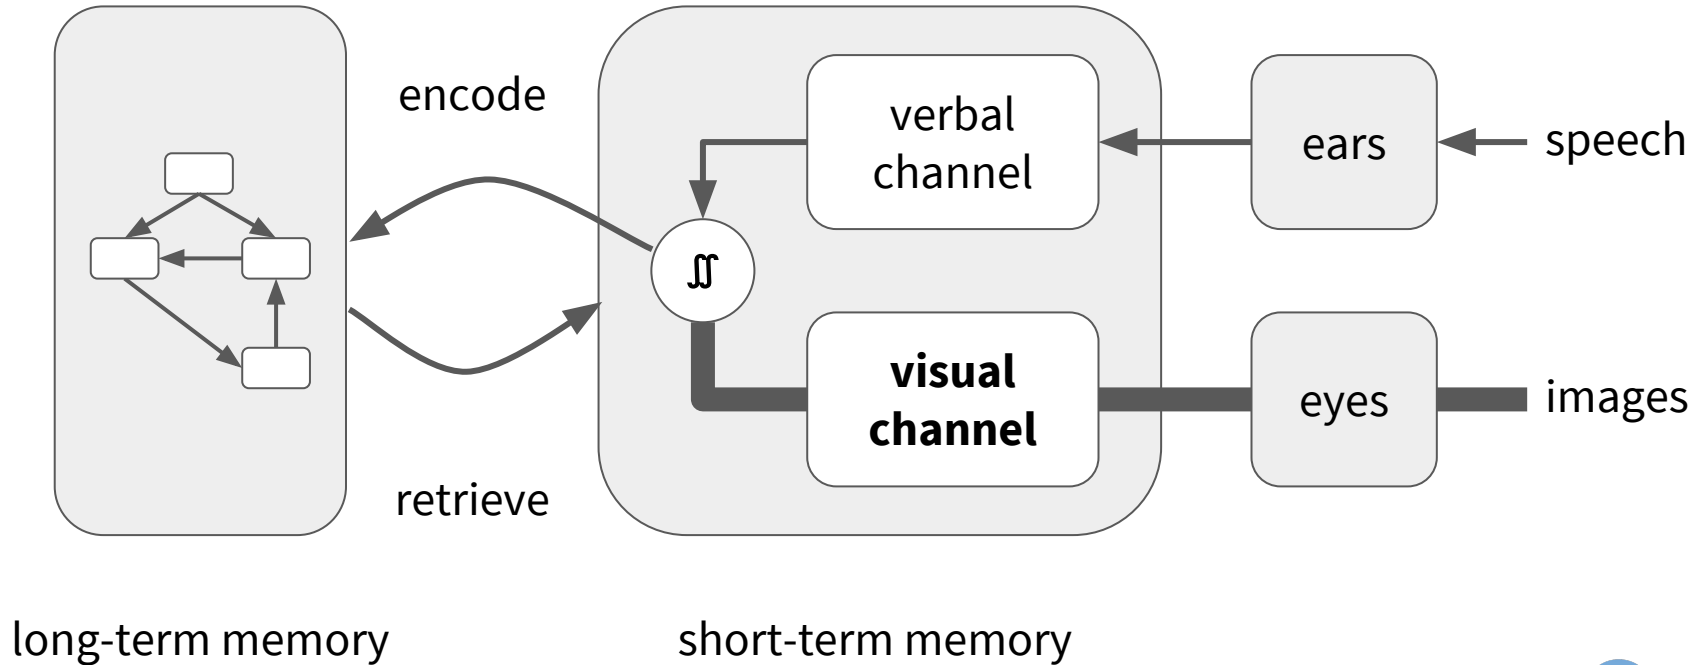 encode
verbal
channel
ears
speech
∬
visual
channel
eyes
images
retrieve
long-term memory
short-term memory